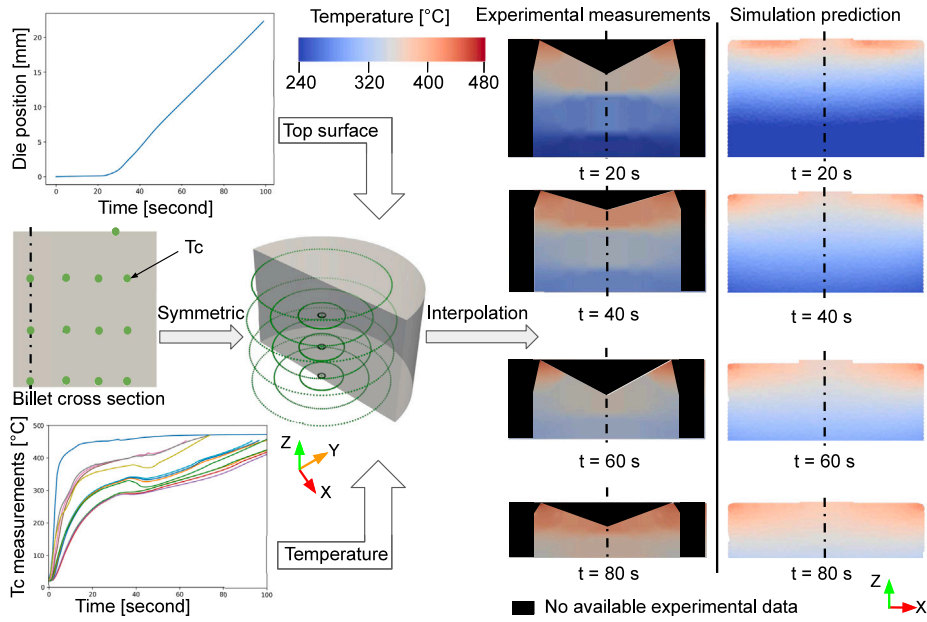 Temperature [°C]
240
320
400
480
Experimental measurements
Simulation prediction
Die position [mm]
20
15
10
5
0
0
20
40
60
80
100
Time [second]
Top surface
t = 20 s
t = 20 s
Tc
Symmetric
Interpolation
Billet cross section
t = 40 s
t = 40 s
Tc measurements [°C]
500
400
300
200
100
0
0
20
40
60
80
100
Time [second]
Z
Y
X
Temperature
t = 60 s
t = 60 s
t = 80 s
t = 80 s
No available experimental data
Z
X